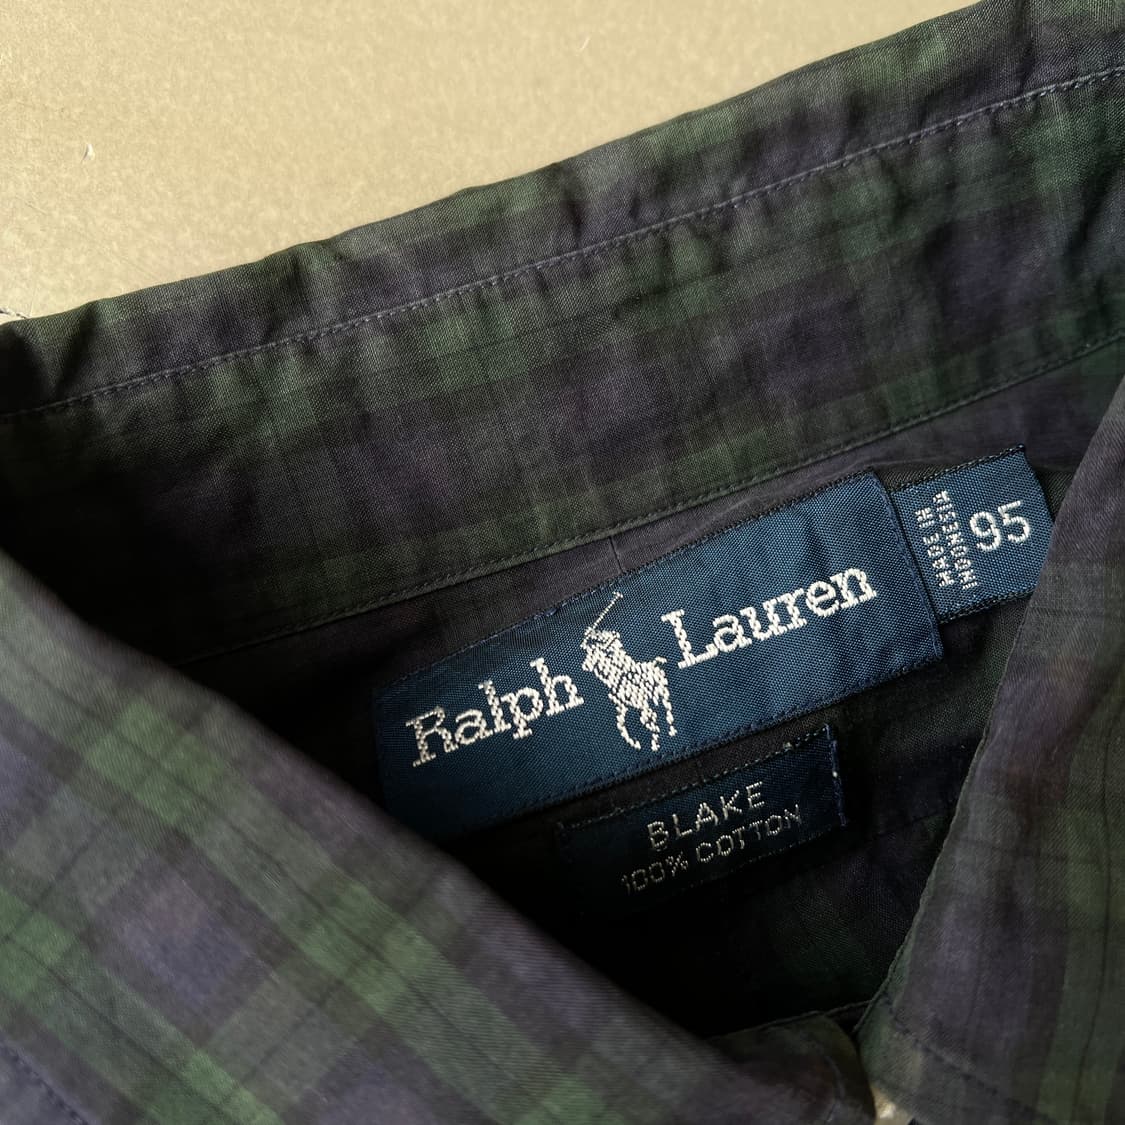 Ralph Lauren
MADE IN
INDONESIA
95
BLAKE
100% COTTON